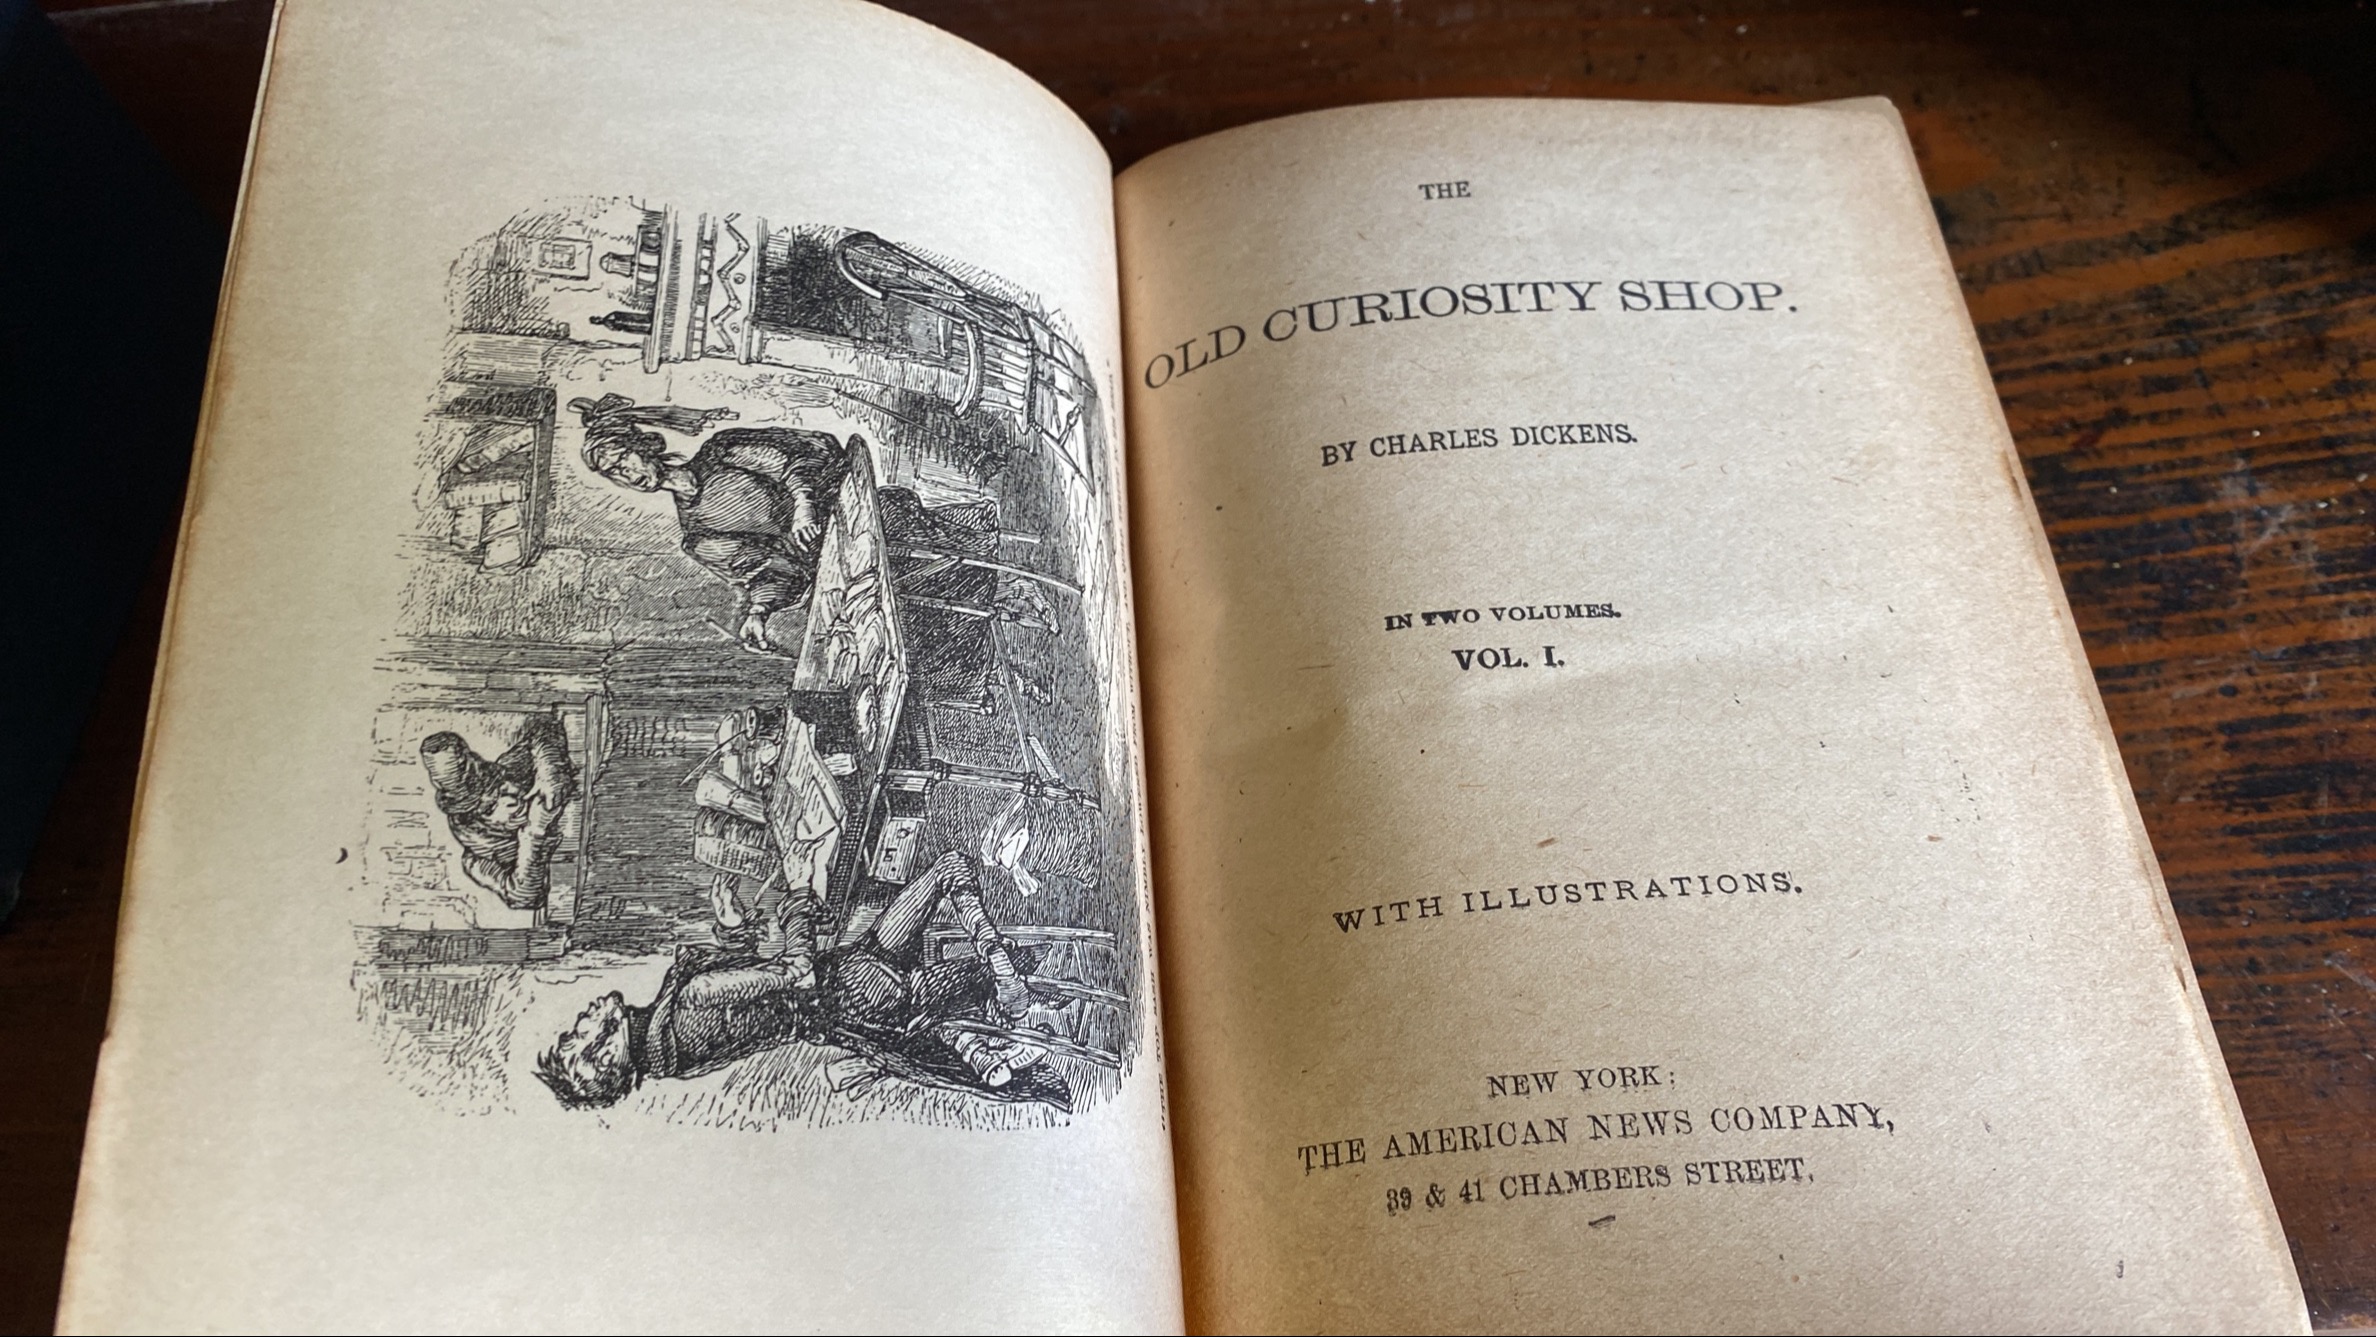 THE
OLD CURIOSITY SHOP.
BY CHARLES DICKENS.
IN TWO VOLUMES.
VOL. I.
WITH ILLUSTRATIONS.
NEW YORK:
THE AMERICAN NEWS COMPANY,
39 & 41 CHAMBERS STREET,